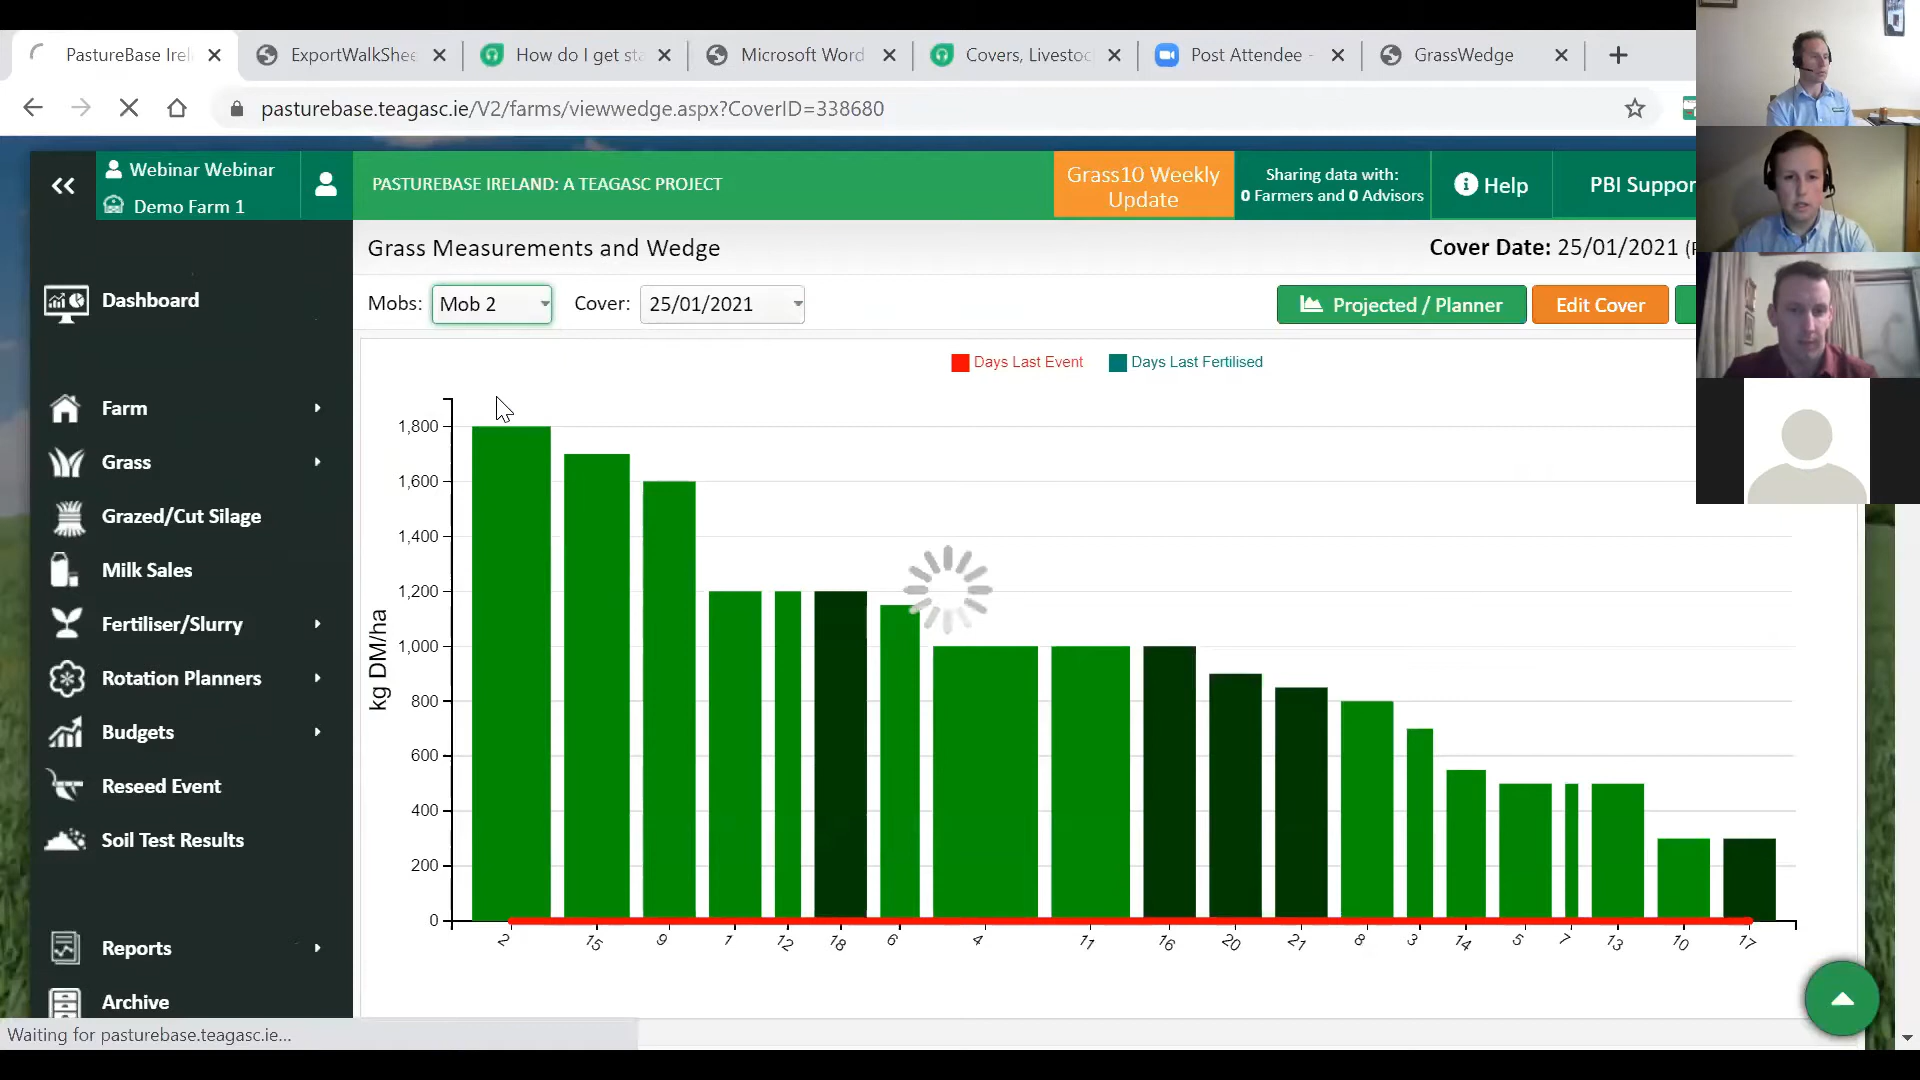 PastureBase Irel
ExportWalkShee
How do I get sta
Microsoft Word
Covers, Livestoc
Post Attendee -
GrassWedge
pasturebase.teagasc.ie/V2/farms/viewwedge.aspx?CoverID=338680
Webinar Webinar
Demo Farm 1
PASTUREBASE IRELAND: A TEAGASC PROJECT
Grass10 Weekly
Update
Sharing data with:
0 Farmers and 0 Advisors
Help
PBI Suppor
Grass Measurements and Wedge
Cover Date: 25/01/2021
Mobs: Mob 2 Cover: 25/01/2021
Projected / Planner
Edit Cover
Dashboard
Farm
Grass
Grazed/Cut Silage
Milk Sales
Fertiliser/Slurry
Rotation Planners
Budgets
Reseed Event
Soil Test Results
Reports
Archive
Days Last Event Days Last Fertilised
kg DM/ha
1,800
1,600
1,400
1,200
1,000
800
600
400
200
0
2 15 9 1 12 18 6 4 11 16 20 21 8 3 14 5 7 13 10 17
Waiting for pasturebase.teagasc.ie...